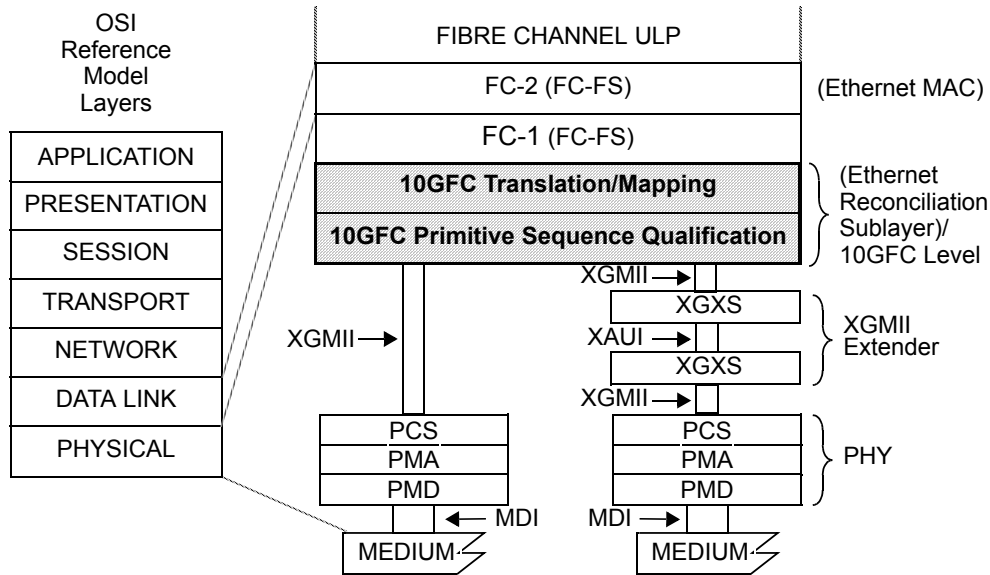 OSI
Reference
Model
Layers
APPLICATION
PRESENTATION
SESSION
TRANSPORT
NETWORK
DATA LINK
PHYSICAL
FIBRE CHANNEL ULP
FC-2 (FC-FS)
(Ethernet MAC)
FC-1 (FC-FS)
10GFC Translation/Mapping
10GFC Primitive Sequence Qualification
(Ethernet
Reconciliation
Sublayer)/
10GFC Level
XGMII
PCS
PMA
PMD
MDI
MEDIUM
XGMII
XGXS
XAUI
XGXS
XGMII
XGMII
Extender
PCS
PMA
PMD
PHY
MDI
MEDIUM